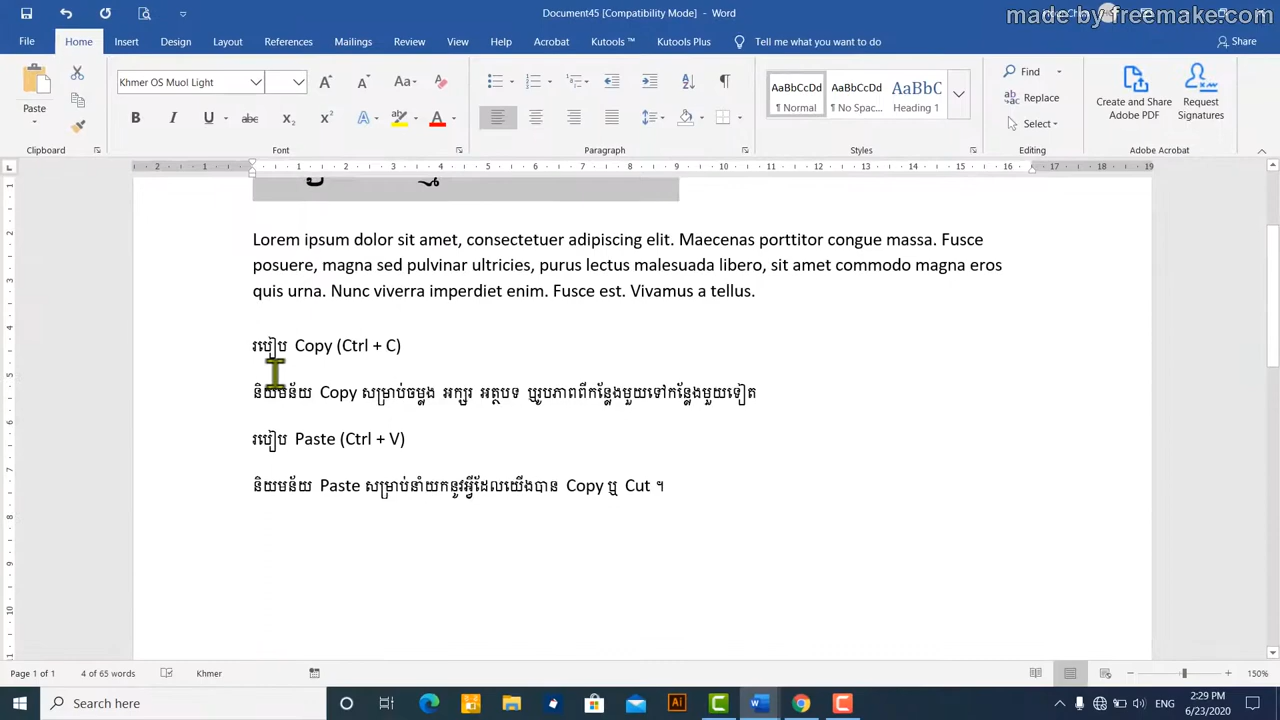 Document45 [Compatibility Mode] - Word
made by freemake.com
File Home Insert Design Layout References Mailings Review View Help Acrobat Kutools ™ Kutools Plus Tell me what you want to do Share
Khmer OS Muol Light
Paste
Find
Replace
Select
AaBbCcDd AaBbCcDd AaBbC
¶ Normal ¶ No Spac... Heading 1
Create and Share Adobe PDF
Request Signatures
Clipboard Font Paragraph Styles Editing Adobe Acrobat
Lorem ipsum dolor sit amet, consectetuer adipiscing elit. Maecenas porttitor congue massa. Fusce
posuere, magna sed pulvinar ultricies, purus lectus malesuada libero, sit amet commodo magna eros
quis urna. Nunc viverra imperdiet enim. Fusce est. Vivamus a tellus.
របៀប Copy (Ctrl + C)
និយមន័យ Copy សម្រាប់ចម្លង អក្សរ អត្ថបទ ឬរូបភាពពីកន្លែងមួយទៅកន្លែងមួយទៀត
របៀប Paste (Ctrl + V)
និយមន័យ Paste សម្រាប់នាំយកនូវអ្វីដែលយើងបាន Copy ឬ Cut ។
Page 1 of 1 4 of 65 words Khmer 150%
Search 2:29 PM
6/23/2020